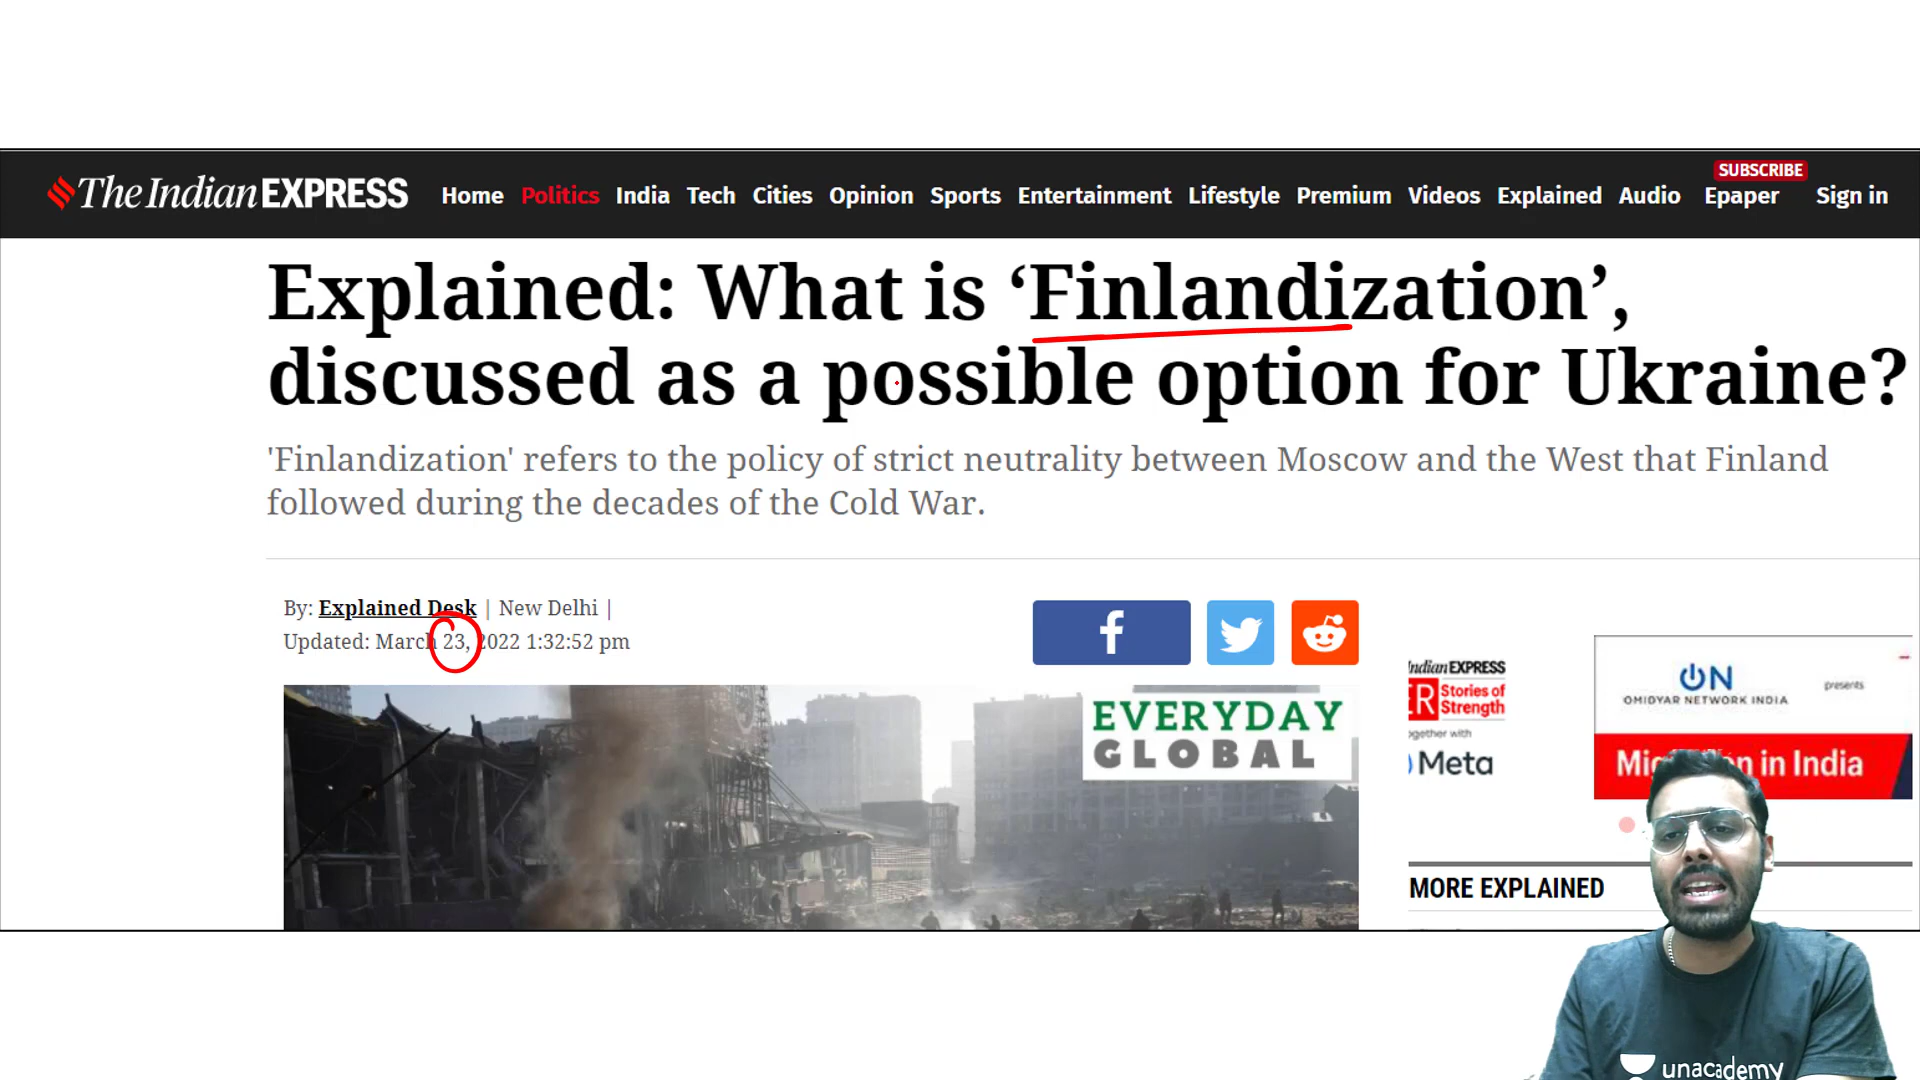 SUBSCRIBE
The Indian EXPRESS Home Politics India Tech Cities Opinion Sports Entertainment Lifestyle Premium Videos Explained Audio Epaper Sign in
Explained: What is ‘Finlandization’,
discussed as a possible option for Ukraine?
'Finlandization' refers to the policy of strict neutrality between Moscow and the West that Finland
followed during the decades of the Cold War.
By: Explained Desk | New Delhi |
Updated: March 23, 2022 1:32:52 pm
f
EVERYDAY
GLOBAL
Indian EXPRESS
ER Stories of
Strength
ogether with
Meta
ON
OMIDYAR NETWORK INDIA
presents
in India
MORE EXPLAINED
unacademy